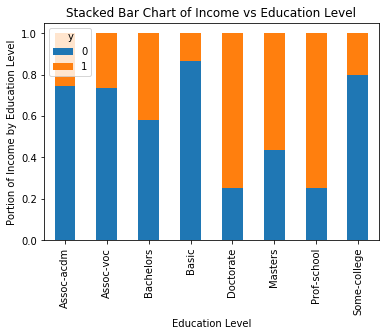 Stacked Bar Chart of Income vs Education Level
Portion of Income by Education Level
1.0
0.8
0.6
0.4
0.2
0.0
y
0
1
Assoc-acdm
Assoc-voc
Bachelors
Basic
Doctorate
Masters
Prof-school
Some-college
Education Level